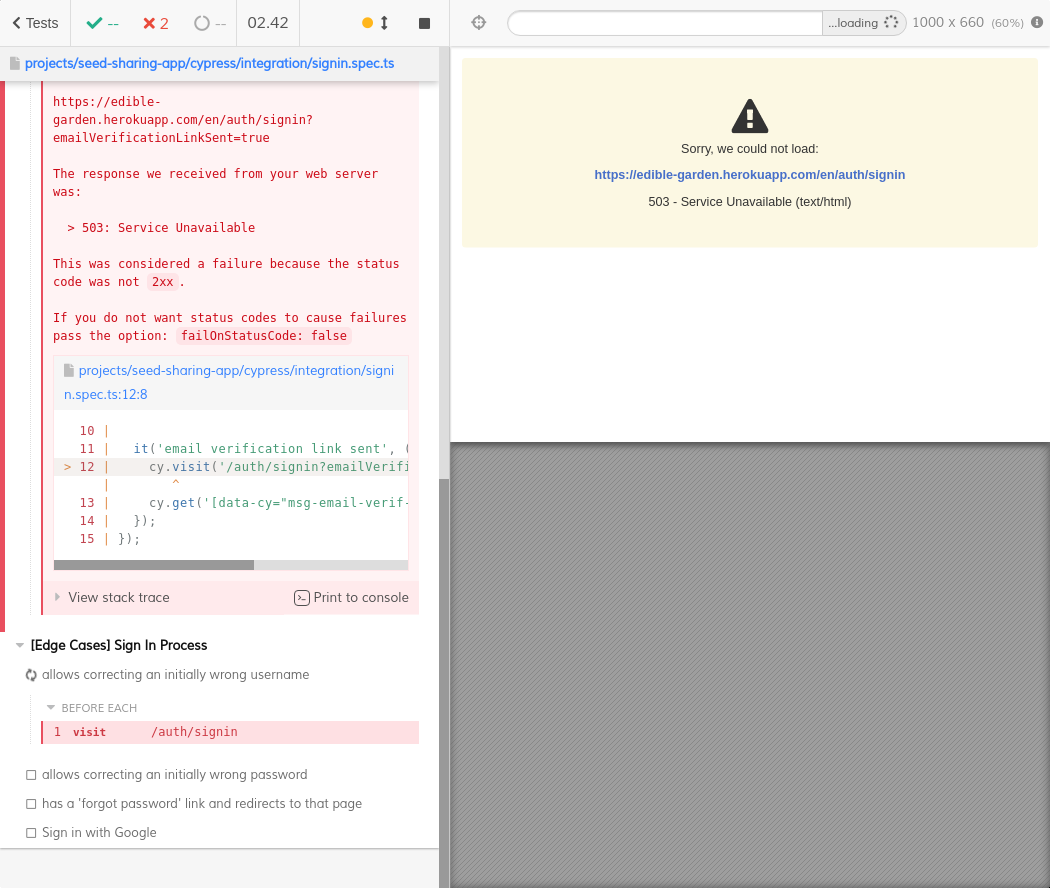 Tests
--
2
--
02.42
...loading
1000 x 660 (60%)
projects/seed-sharing-app/cypress/integration/signin.spec.ts
https://edible-
garden.herokuapp.com/en/auth/signin?
emailVerificationLinkSent=true
The response we received from your web server
was:
> 503: Service Unavailable
This was considered a failure because the status
code was not 2xx.
If you do not want status codes to cause failures
pass the option: failOnStatusCode: false
projects/seed-sharing-app/cypress/integration/signi
n.spec.ts:12:8
10 |
11 | it('email verification link sent', (
> 12 | cy.visit('/auth/signin?emailVerifi
| ^
13 | cy.get('[data-cy="msg-email-verif-
14 | });
15 | });
View stack trace
Print to console
[Edge Cases] Sign In Process
allows correcting an initially wrong username
BEFORE EACH
1 visit /auth/signin
allows correcting an initially wrong password
has a 'forgot password' link and redirects to that page
Sign in with Google
Sorry, we could not load:
https://edible-garden.herokuapp.com/en/auth/signin
503 - Service Unavailable (text/html)